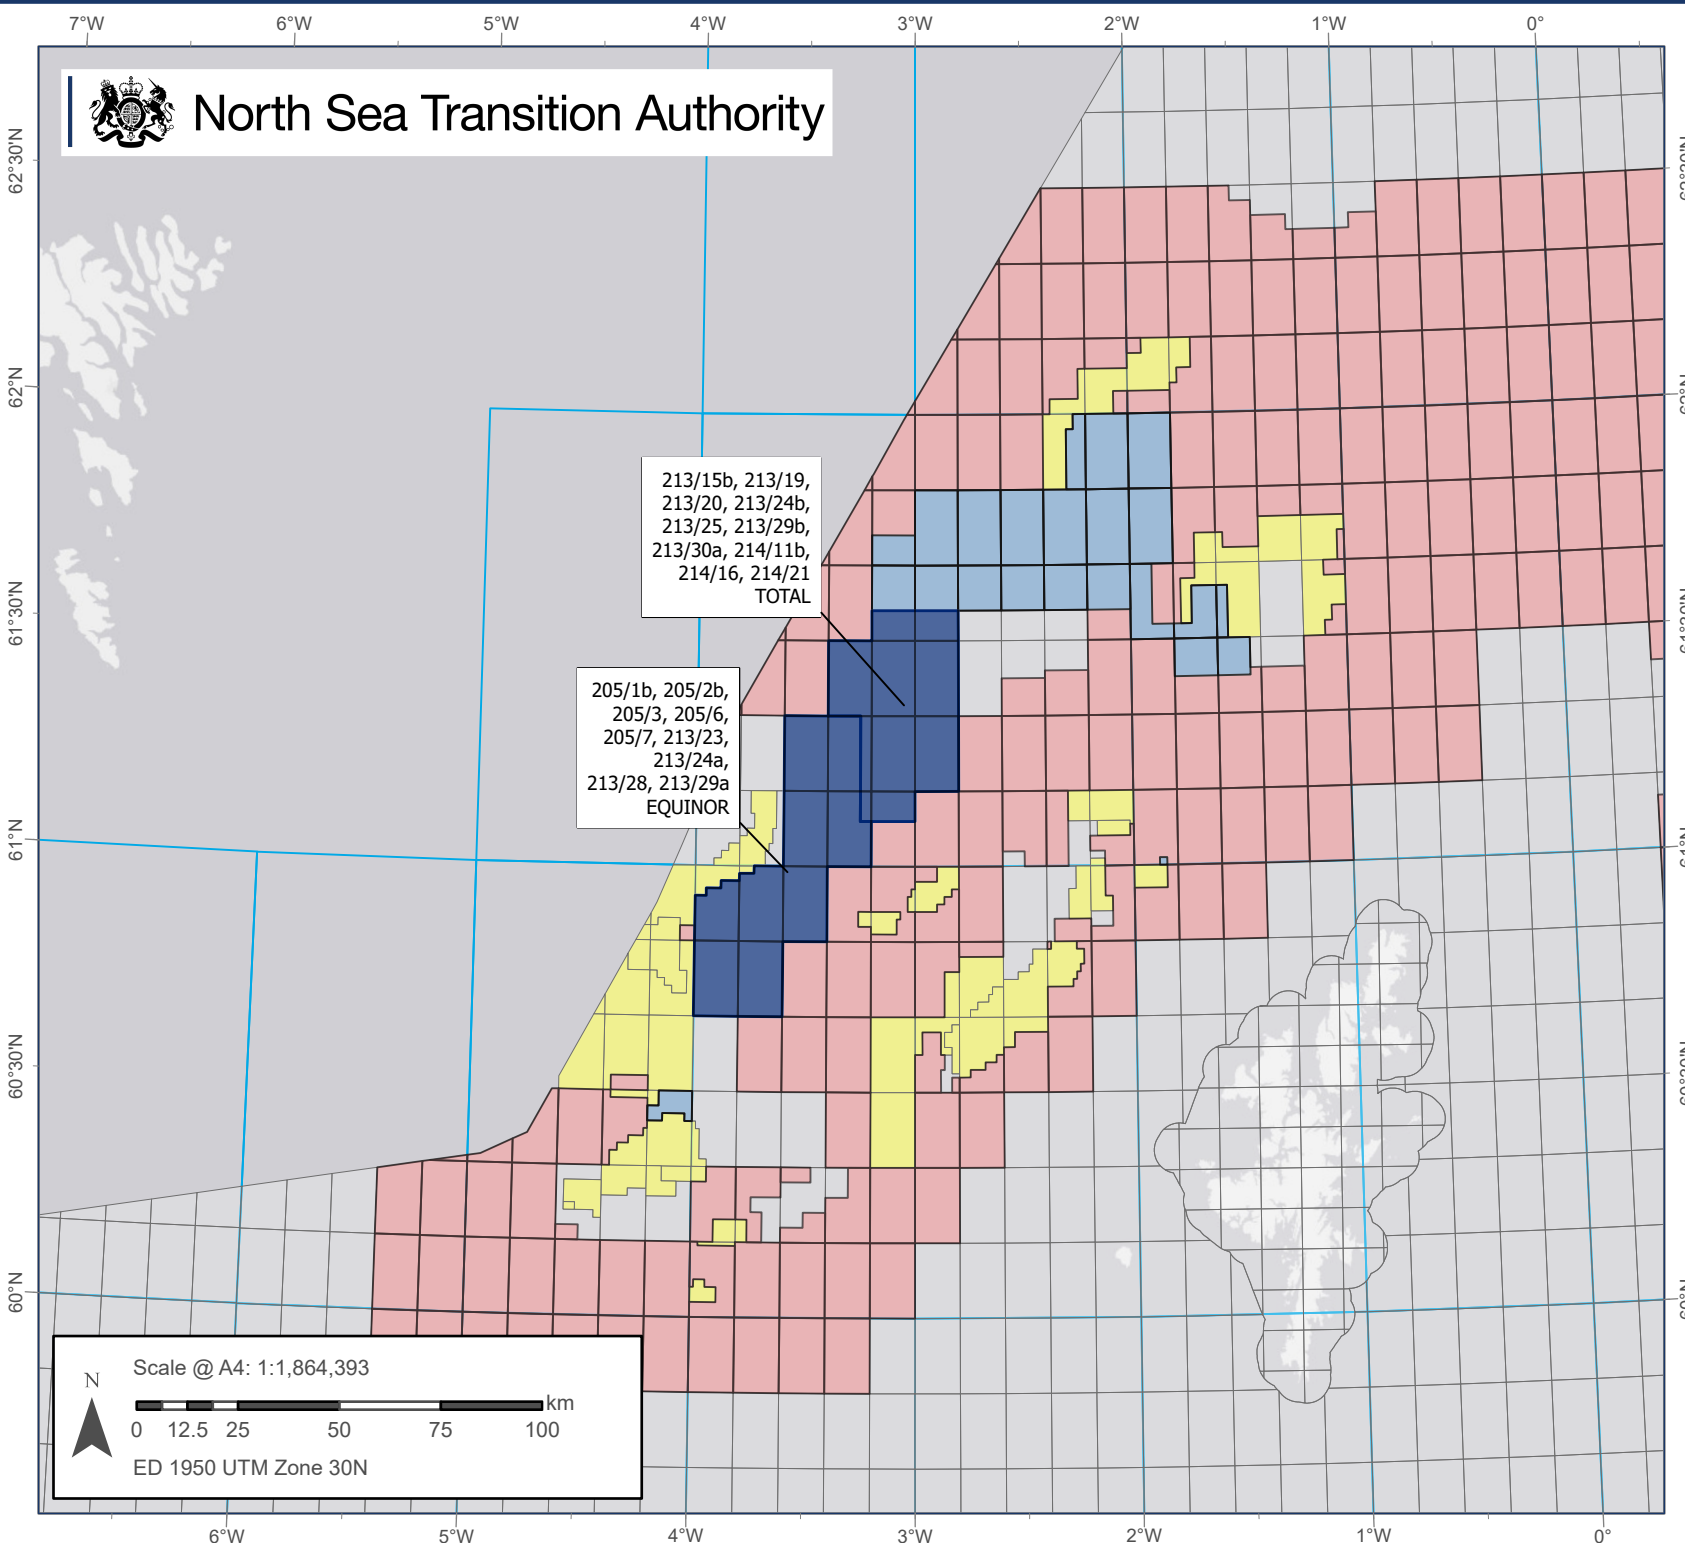 7°W 6°W 5°W 4°W 3°W 2°W 1°W 0°
North Sea Transition Authority
62°30'N
62°N
61°30'N
61°N
60°30'N
60°N
213/15b, 213/19,
213/20, 213/24b,
213/25, 213/29b,
213/30a, 214/11b,
214/16, 214/21
TOTAL
205/1b, 205/2b,
205/3, 205/6,
205/7, 213/23,
213/24a,
213/28, 213/29a
EQUINOR
Scale @ A4: 1:1,864,393
N
km
0 12.5 25 50 75 100
ED 1950 UTM Zone 30N
6°W 5°W 4°W 3°W 2°W 1°W 0°